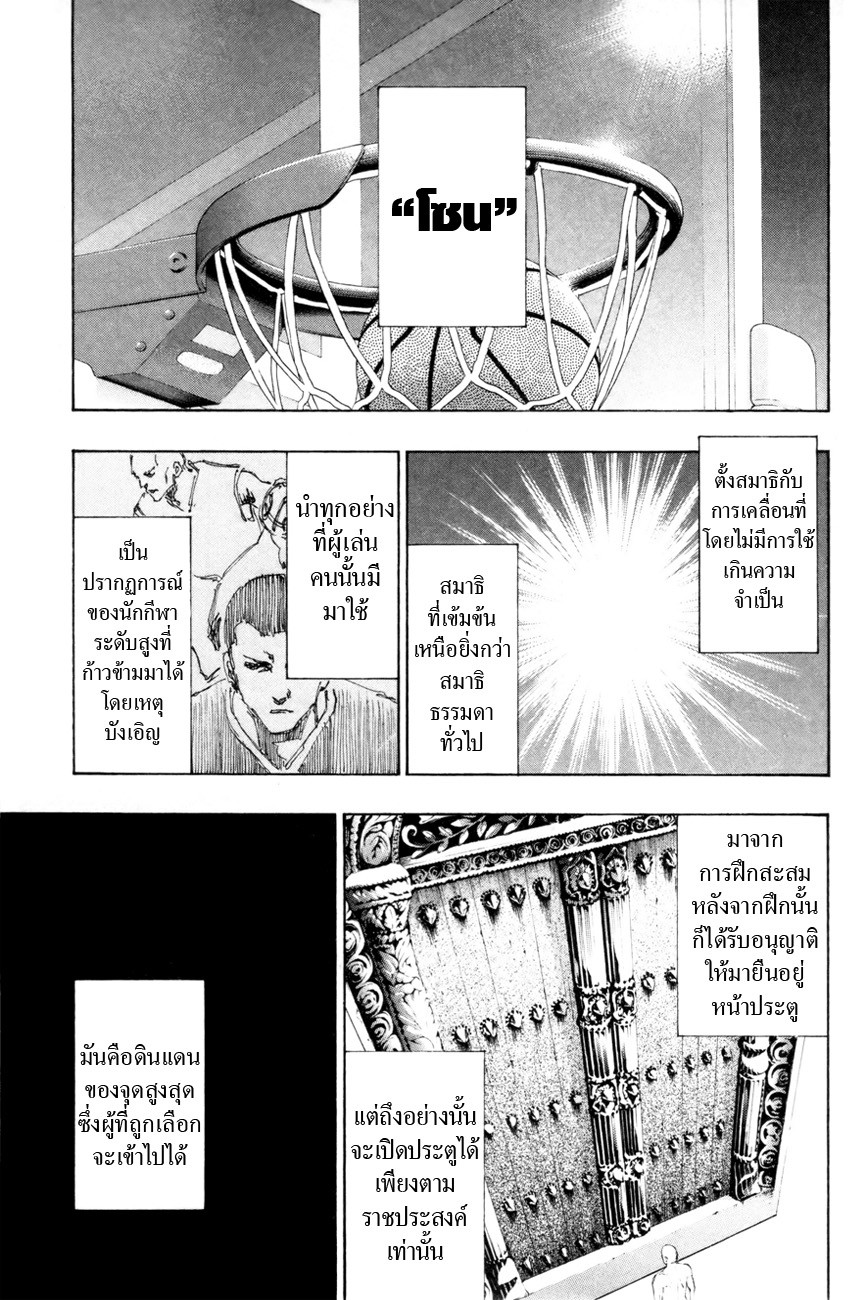 “โซน”
ตั้งสมาธิกับ
การเคลื่อนที่
โดยไม่มีการใช้
เกินความ
จำเป็น
สมาธิ
ที่เข้มข้น
เหนือยิ่งกว่า
สมาธิ
ธรรมดา
ทั่วไป
นำทุกอย่าง
ที่ผู้เล่น
คนนั้นมี
มาใช้
เป็น
ปรากฏการณ์
ของนักกีฬา
ระดับสูงที่
ก้าวข้ามมาได้
โดยเหตุ
บังเอิญ
มาจาก
การฝึกสะสม
หลังจากฝึกนั้น
ก็ได้รับอนุญาติ
ให้มายืนอยู่
หน้าประตู
แต่ถึงอย่างนั้น
จะเปิดประตูได้
เพียงตาม
ราชประสงค์
เท่านั้น
มันคือดินแดน
ของจุดสูงสุด
ซึ่งผู้ที่ถูกเลือก
จะเข้าไปได้